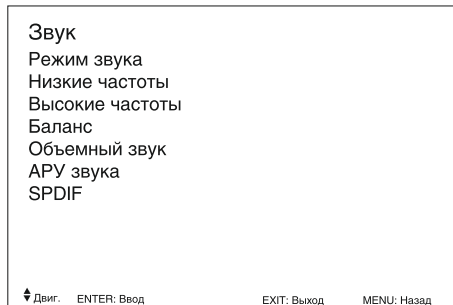 Звук
Режим звука
Низкие частоты
Высокие частоты
Баланс
Объемный звук
АРУ звука
SPDIF
Двиг. ENTER: Ввод EXIT: Выход MENU: Назад